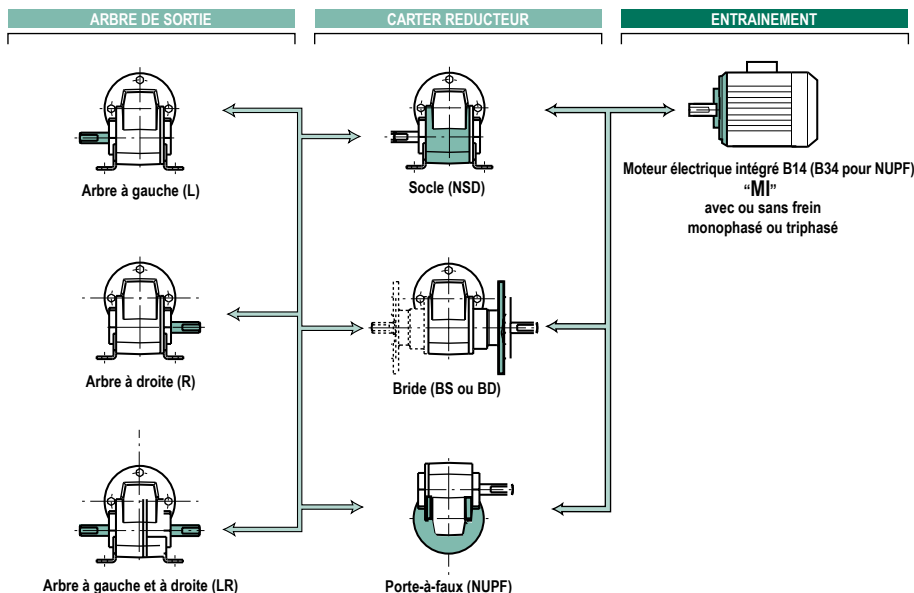 ARBRE DE SORTIE
CARTER REDUCTEUR
ENTRAINEMENT
Arbre à gauche (L)
Socle (NSD)
Moteur électrique intégré B14 (B34 pour NUPF)
“MI”
avec ou sans frein
monophasé ou triphasé
Arbre à droite (R)
Bride (BS ou BD)
Arbre à gauche et à droite (LR)
Porte-à-faux (NUPF)